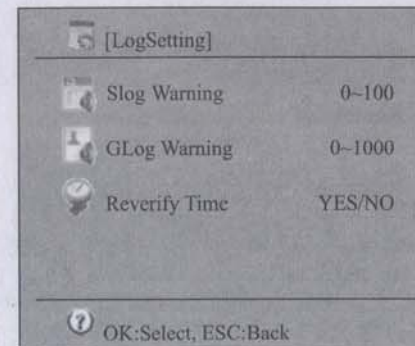 [LogSetting]
Slog Warning 0~100
GLog Warning 0~1000
Reverify Time YES/NO
OK:Select, ESC:Back